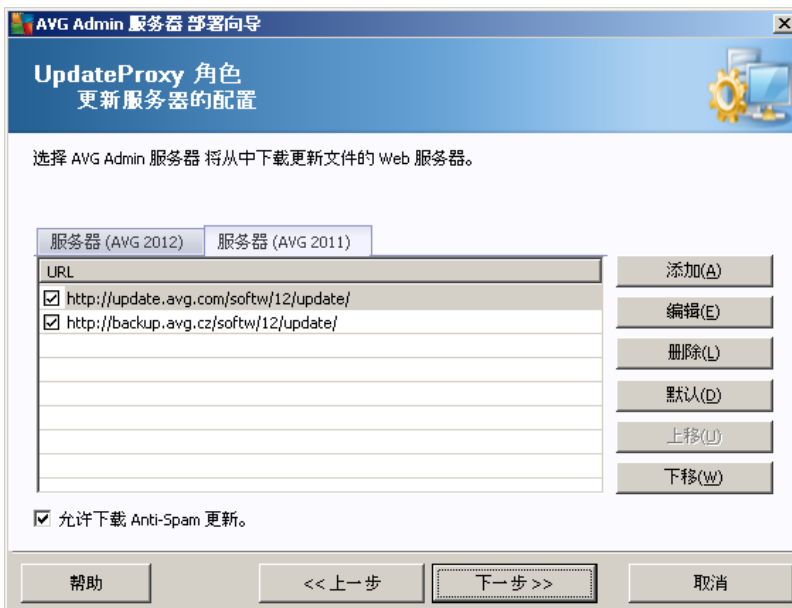 AVG Admin 服务器 部署向导
UpdateProxy 角色
更新服务器的配置
选择 AVG Admin 服务器 将从中下载更新文件的 Web 服务器。
服务器 (AVG 2012)
服务器 (AVG 2011)
URL
http://update.avg.com/softw/12/update/
http://backup.avg.cz/softw/12/update/
添加(A)
编辑(E)
删除(L)
默认(D)
上移(U)
下移(W)
允许下载 Anti-Spam 更新。
帮助
<< 上一步
下一步 >>
取消